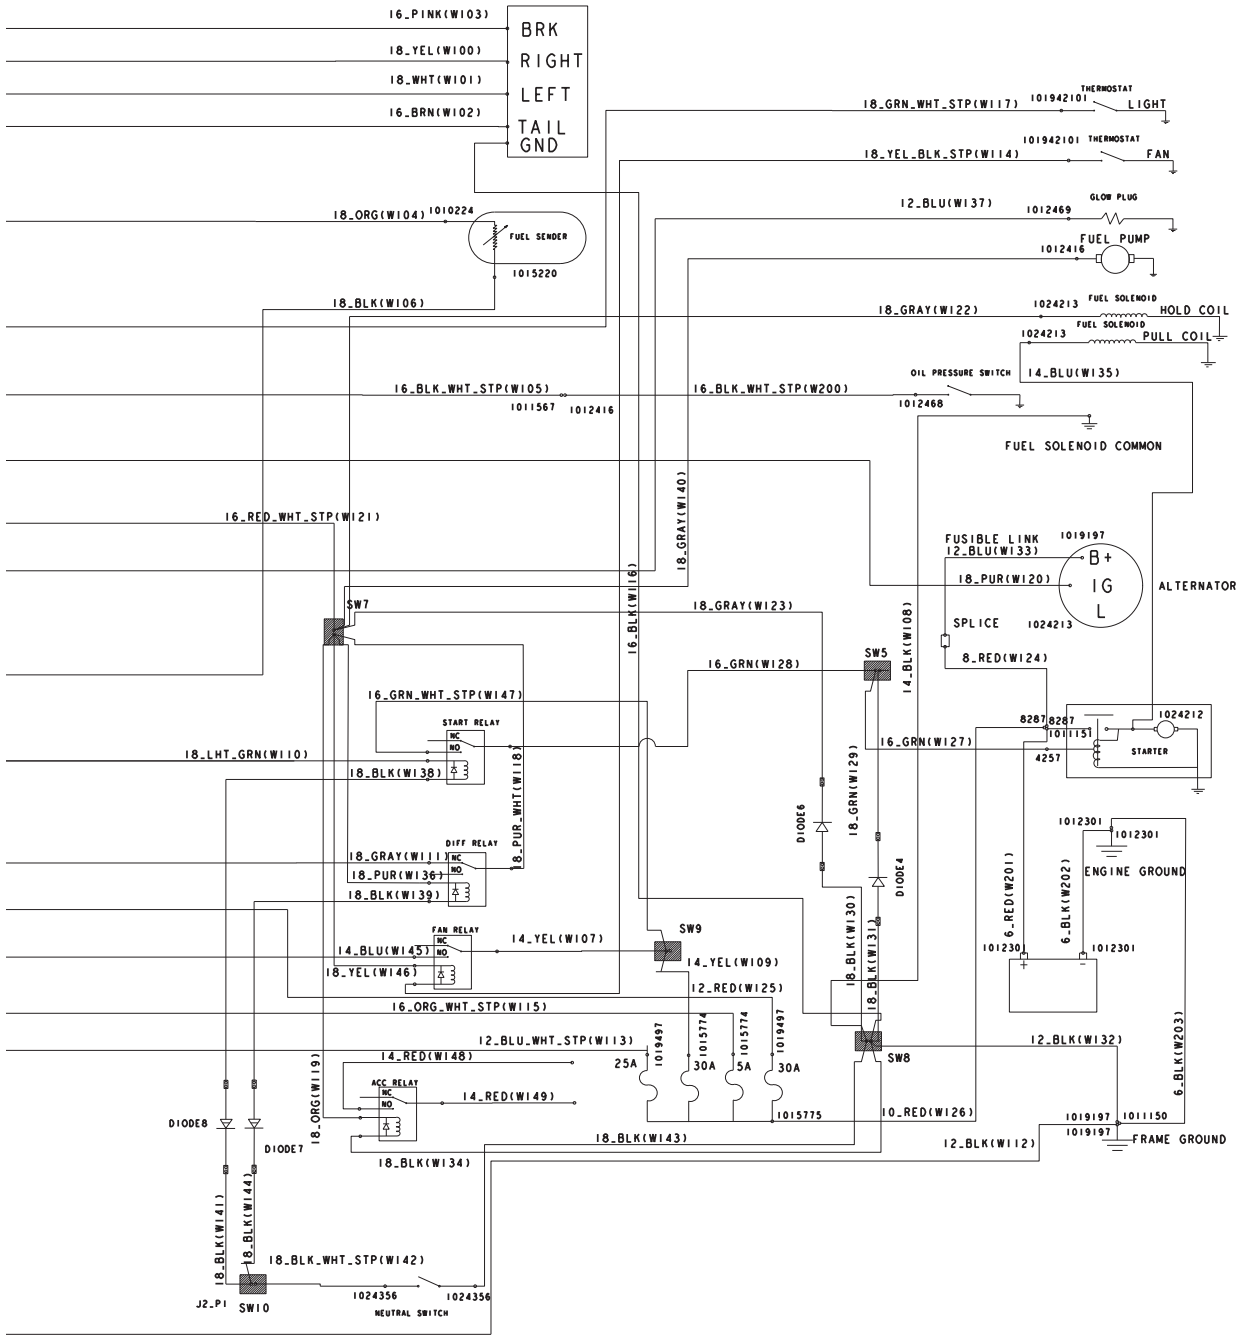 16_PINK(W103)
BRK
18_YEL(W100)
RIGHT
18_WHT(W101)
LEFT
16_BRN(W102)
TAIL
GND
THERMOSTAT
18_GRN_WHT_STP(W117)
101942101
LIGHT
101942101
THERMOSTAT
18_YEL_BLK_STP(W114)
FAN
GLOW PLUG
12_BLU(W137)
1012469
18_ORG(W104)
1010224
FUEL SENDER
FUEL PUMP
1012416
1015220
18_BLK(W106)
1024213
FUEL SOLENOID
18_GRAY(W122)
HOLD COIL
FUEL SOLENOID
1024213
PULL COIL
OIL PRESSURE SWITCH
14_BLU(W135)
16_BLK_WHT_STP(W105)
16_BLK_WHT_STP(W200)
1011567
1012416
1012468
FUEL SOLENOID COMMON
18_GRAY(W140)
16_RED_WHT_STP(W121)
FUSIBLE LINK
1019197
12_BLU(W133)
B+
18_PUR(W120)
IG
ALTERNATOR
L
1024213
16_BLK(W116)
SW7
18_GRAY(W123)
14_BLK(W108)
SPLICE
SW5
16_GRN(W128)
8_RED(W124)
16_GRN_WHT_STP(W147)
START RELAY
NC
NO
8287
8287
1024212
1011151
STARTER
16_GRN(W127)
4257
18_LHT_GRN(W110)
18_BLK(W138)
18_PUR_WHT(W118)
18_GRN(W129)
DIODE6
DIODE4
1012301
1012301
ENGINE GROUND
DIFF RELAY
18_GRAY(W111)
NC
NO
18_PUR(W136)
18_BLK(W139)
6_RED(W201)
6_BLK(W202)
18_BLK(W130)
18_BLK(W131)
FAN RELAY
NC
NO
14_BLU(W145)
14_YEL(W107)
SW9
18_YEL(W146)
14_YEL(W109)
1012301
1012301
+
-
12_RED(W125)
16_ORG_WHT_STP(W115)
12_BLU_WHT_STP(W113)
1019497
1015774
1015774
1019497
25A
30A
5A
30A
SW8
12_BLK(W132)
6_BLK(W203)
14_RED(W148)
ACC RELAY
NC
NO
14_RED(W149)
18_ORG(W119)
1015775
10_RED(W126)
DIODE8
DIODE7
18_BLK(W143)
18_BLK(W134)
12_BLK(W112)
1019197
1011150
1019197
FRAME GROUND
18_BLK(W141)
18_BLK(W144)
18_BLK_WHT_STP(W142)
1024356
1024356
J2_P1
SW10
NEUTRAL SWITCH